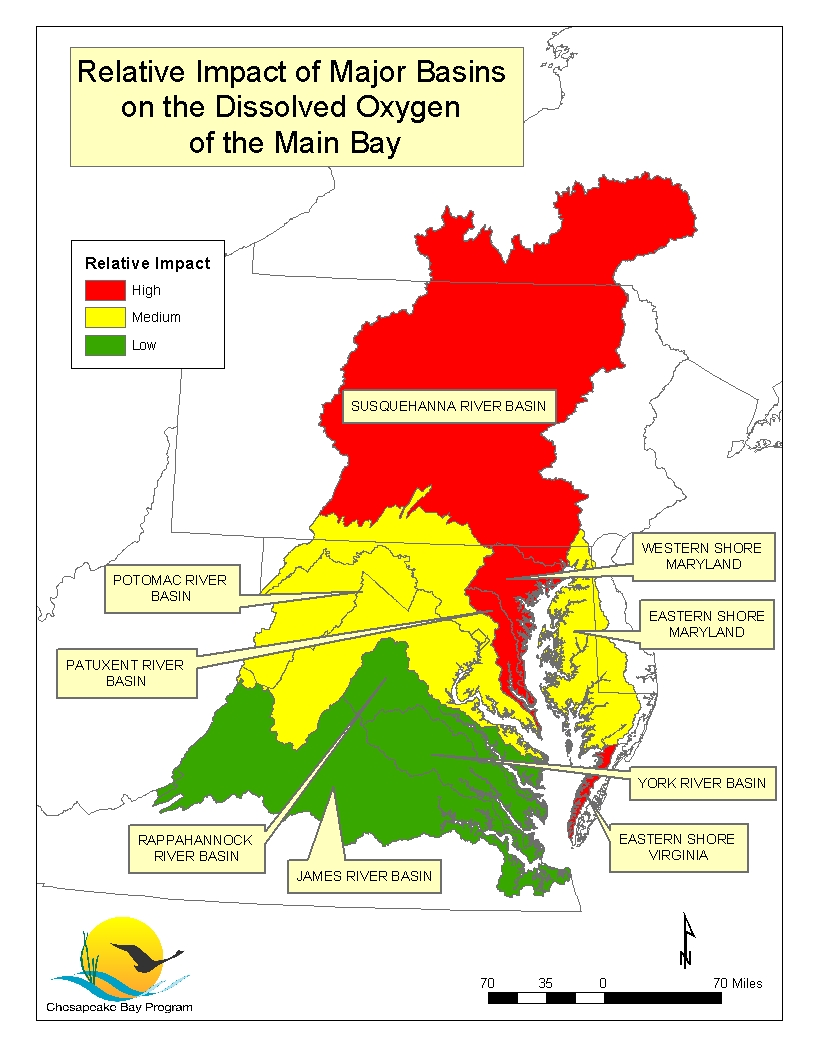 Relative Impact of Major Basins
on the Dissolved Oxygen
of the Main Bay
Relative Impact
High
Medium
Low
SUSQUEHANNA RIVER BASIN
WESTERN SHORE
MARYLAND
POTOMAC RIVER
BASIN
EASTERN SHORE
MARYLAND
PATUXENT RIVER
BASIN
YORK RIVER BASIN
RAPPAHANNOCK
RIVER BASIN
EASTERN SHORE
VIRGINIA
JAMES RIVER BASIN
N
70 35 0 70 Miles
Chesapeake Bay Program